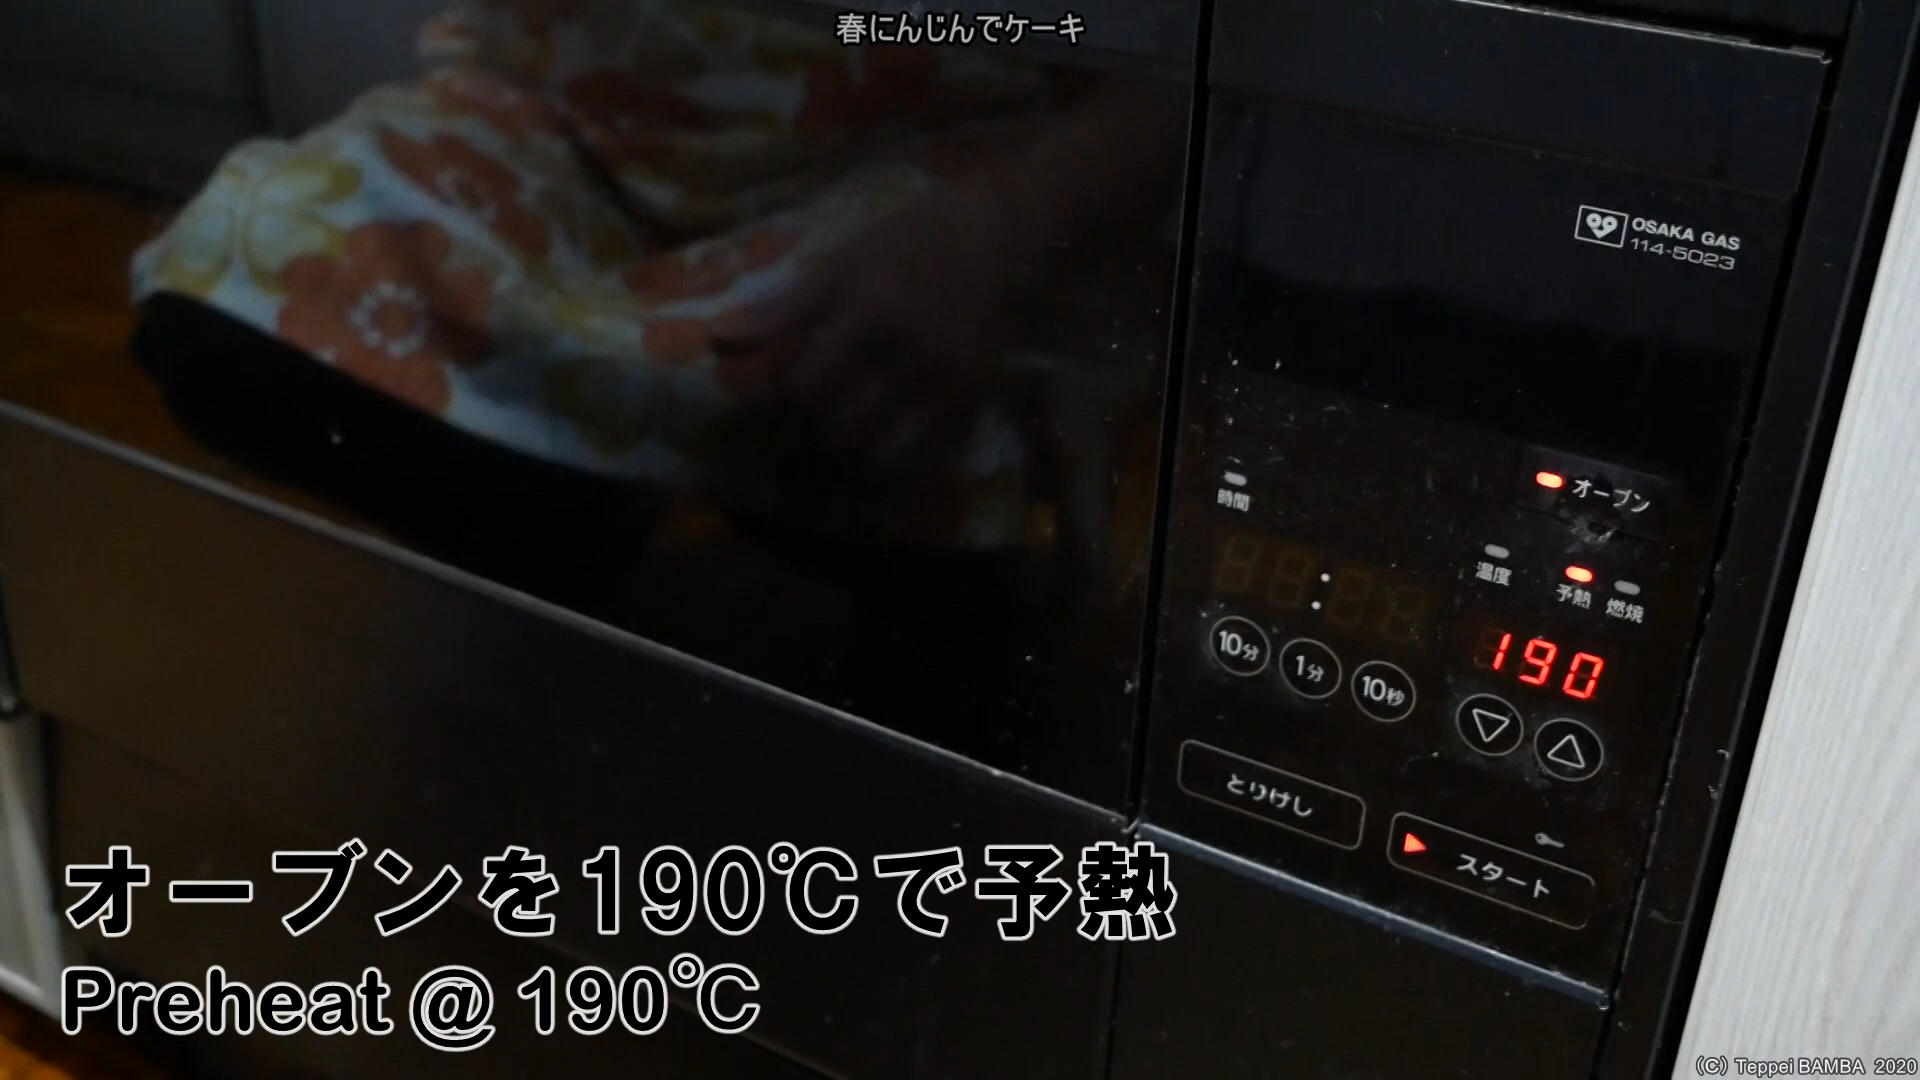 春にんじんでケーキ
OSAKA GAS
114-5023
オーブン
時間
温度
予熱 燃焼
190
10分 1分 10秒
とりけし
スタート
オーブンを190℃で予熱
Preheat @ 190℃
(C) Teppei BAMBA 2020